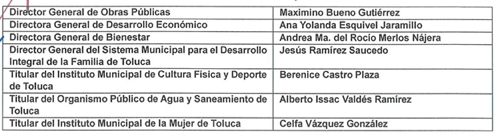 Director General de Obras Públicas Maximino Bueno Gutiérrez
Directora General de Desarrollo Económico Ana Yolanda Esquivel Jaramillo
Directora General de Bienestar Andrea Ma. del Rocío Merlos Nájera
Director General del Sistema Municipal para el Desarrollo Jesús Ramírez Saucedo
Integral de la Familia de Toluca
Titular del Instituto Municipal de Cultura Física y Deporte Berenice Castro Plaza
de Toluca
Titular del Organismo Público de Agua y Saneamiento de Alberto Issac Valdés Ramírez
Toluca
Titular del Instituto Municipal de la Mujer de Toluca Celfa Vázquez González